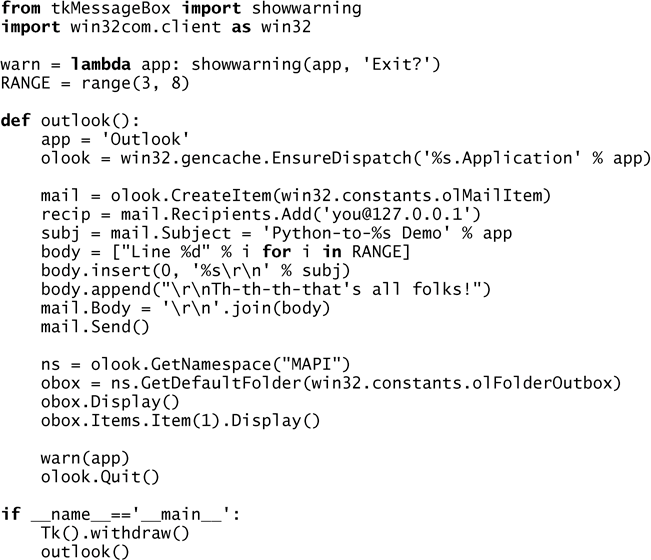 from tkMessageBox import showwarning
import win32com.client as win32

warn = lambda app: showwarning(app, 'Exit?')
RANGE = range(3, 8)

def outlook():
    app = 'Outlook'
    olook = win32.gencache.EnsureDispatch('%s.Application' % app)

    mail = olook.CreateItem(win32.constants.olMailItem)
    recip = mail.Recipients.Add('you@127.0.0.1')
    subj = mail.Subject = 'Python-to-%s Demo' % app
    body = ["Line %d" % i for i in RANGE]
    body.insert(0, '%s\r\n' % subj)
    body.append("\r\nTh-th-th-that's all folks!")
    mail.Body = '\r\n'.join(body)
    mail.Send()

    ns = olook.GetNamespace("MAPI")
    obox = ns.GetDefaultFolder(win32.constants.olFolderOutbox)
    obox.Display()
    obox.Items.Item(1).Display()

    warn(app)
    olook.Quit()

if __name__=='__main__':
    Tk().withdraw()
    outlook()